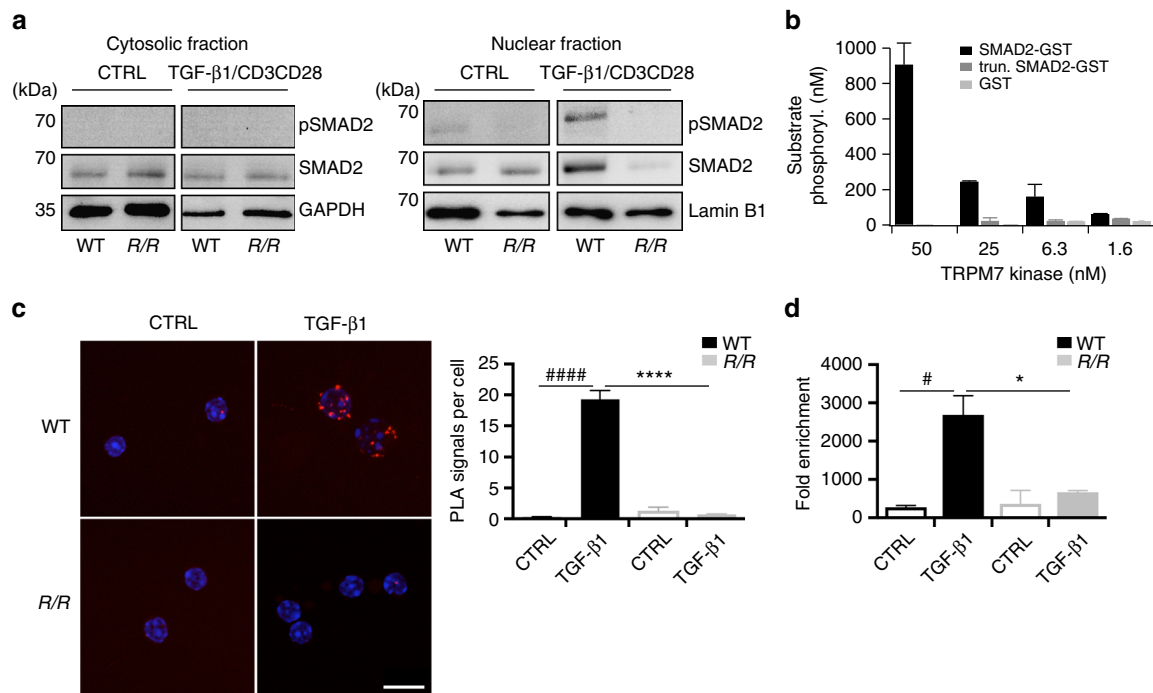 a
Cytosolic fraction
CTRL
TGF-β1/CD3CD28
(kDa)
70
pSMAD2
70
SMAD2
35
GAPDH
WT
R/R
WT
R/R
Nuclear fraction
CTRL
TGF-β1/CD3CD28
(kDa)
70
pSMAD2
70
SMAD2
70
Lamin B1
WT
R/R
WT
R/R
b
SMAD2-GST
trun. SMAD2-GST
GST
Substrate
phosphoryl. (nM)
1000
800
600
400
200
0
50
25
6.3
1.6
TRPM7 kinase (nM)
c
CTRL
TGF-β1
WT
R/R
WT
R/R
PLA signals per cell
25
20
15
10
5
0
####
****
CTRL
TGF-β1
CTRL
TGF-β1
d
WT
R/R
Fold enrichment
4000
3000
2000
1000
0
#
*
CTRL
TGF-β1
CTRL
TGF-β1